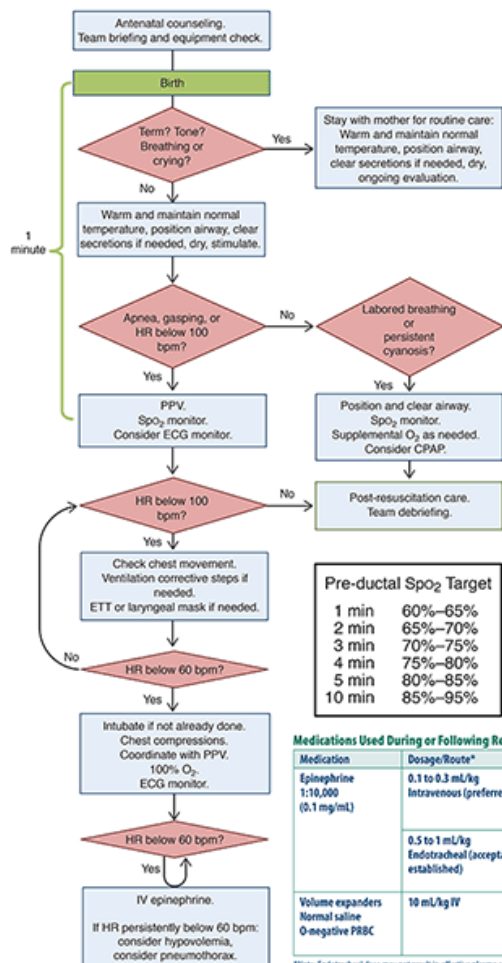 Antenatal counseling.
Team briefing and equipment check.
Birth
1
minute
Term? Tone?
Breathing or
crying?
Yes
Stay with mother for routine care:
Warm and maintain normal
temperature, position airway,
clear secretions if needed, dry,
ongoing evaluation.
No
Warm and maintain normal
temperature, position airway, clear
secretions if needed, dry, stimulate.
Apnea, gasping, or
HR below 100
bpm?
No
Labored breathing
or
persistent
cyanosis?
Yes
Yes
PPV.
SpO₂ monitor.
Consider ECG monitor.
Position and clear airway.
SpO₂ monitor.
Supplemental O₂ as needed.
Consider CPAP.
HR below 100
bpm?
No
Post-resuscitation care.
Team debriefing.
Yes
Check chest movement.
Ventilation corrective steps if
needed.
ETT or laryngeal mask if needed.
No
HR below 60 bpm?
Yes
Intubate if not already done.
Chest compressions.
Coordinate with PPV.
100% O₂.
ECG monitor.
HR below 60 bpm?
Yes
IV epinephrine.
If HR persistently below 60 bpm:
consider hypovolemia,
consider pneumothorax.
Pre-ductal SpO₂ Target
1 min 60%–65%
2 min 65%–70%
3 min 70%–75%
4 min 75%–80%
5 min 80%–85%
10 min 85%–95%
Medications Used During or Following Re
Medication Dosage/Route*
Epinephrine
1:10,000
(0.1 mg/mL)
0.1 to 0.3 mL/kg
Intravenous (preferre
0.5 to 1 mL/kg
Endotracheal (accepta
established)
Volume expanders
Normal saline
O-negative PRBC
10 mL/kg IV